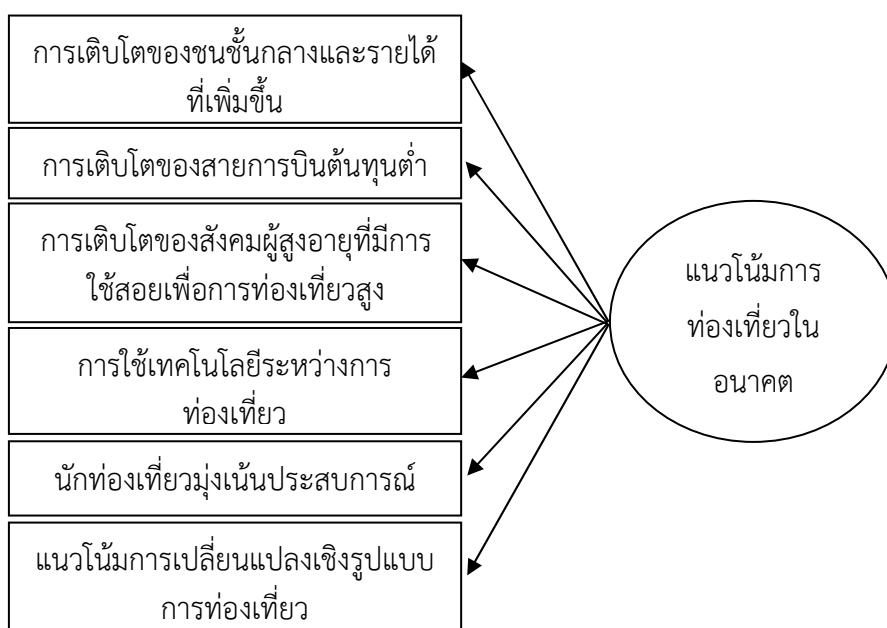 การเติบโตของชนชั้นกลางและรายได้
ที่เพิ่มขึ้น
การเติบโตของสายการบินต้นทุนต่ำ
การเติบโตของสังคมผู้สูงอายุที่มีการ
ใช้สอยเพื่อการท่องเที่ยวสูง
การใช้เทคโนโลยีระหว่างการ
ท่องเที่ยว
นักท่องเที่ยวมุ่งเน้นประสบการณ์
แนวโน้มการเปลี่ยนแปลงเชิงรูปแบบ
การท่องเที่ยว
แนวโน้มการ
ท่องเที่ยวใน
อนาคต